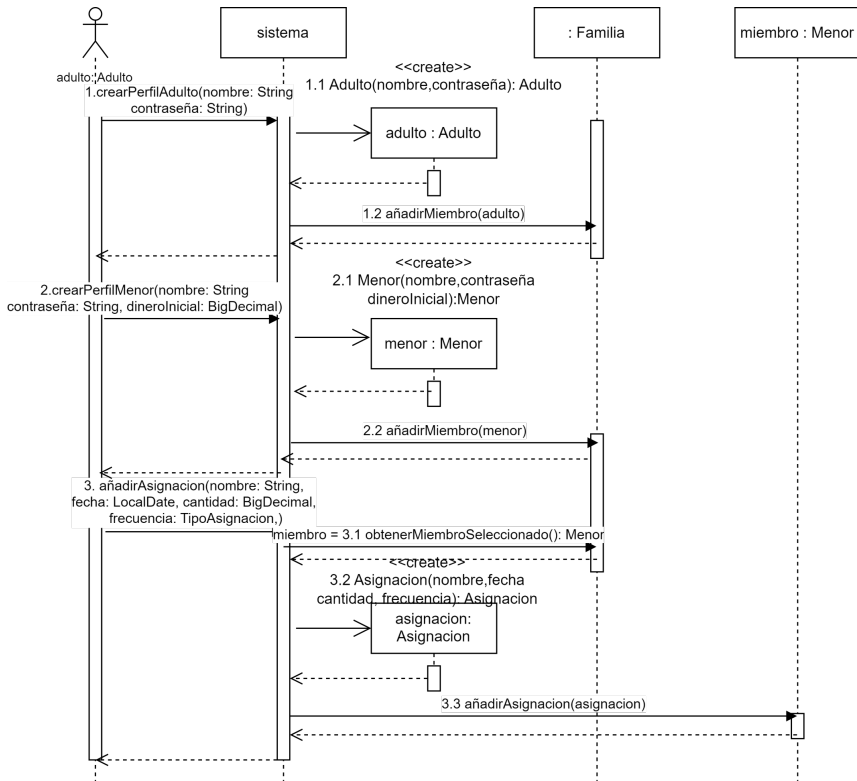 sistema
: Familia
miembro : Menor
adulto: Adulto
1.crearPerfilAdulto(nombre: String
contraseña: String)
<<create>>
1.1 Adulto(nombre,contraseña): Adulto
adulto : Adulto
1.2 añadirMiembro(adulto)
2.crearPerfilMenor(nombre: String
contraseña: String, dineroInicial: BigDecimal)
<<create>>
2.1 Menor(nombre,contraseña
dineroInicial):Menor
menor : Menor
2.2 añadirMiembro(menor)
3. añadirAsignacion(nombre: String,
fecha: LocalDate, cantidad: BigDecimal,
frecuencia: TipoAsignacion,)
miembro = 3.1 obtenerMiembroSeleccionado(): Menor
<<create>>
3.2 Asignacion(nombre,fecha
cantidad, frecuencia): Asignacion
asignacion:
Asignacion
3.3 añadirAsignacion(asignacion)